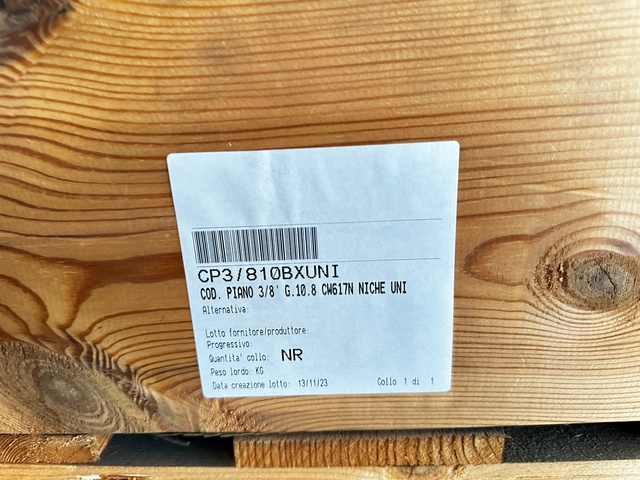 CP3/810BXUNI
COD. PIANO 3/8' G.10.8 CW617N NICHE UNI
Alternativa:
Lotto fornitore/produttore:
Progressivo:
Quantita' collo: NR
Peso lordo: KG
Data creazione lotto: 13/11/23 Collo 1 di 1